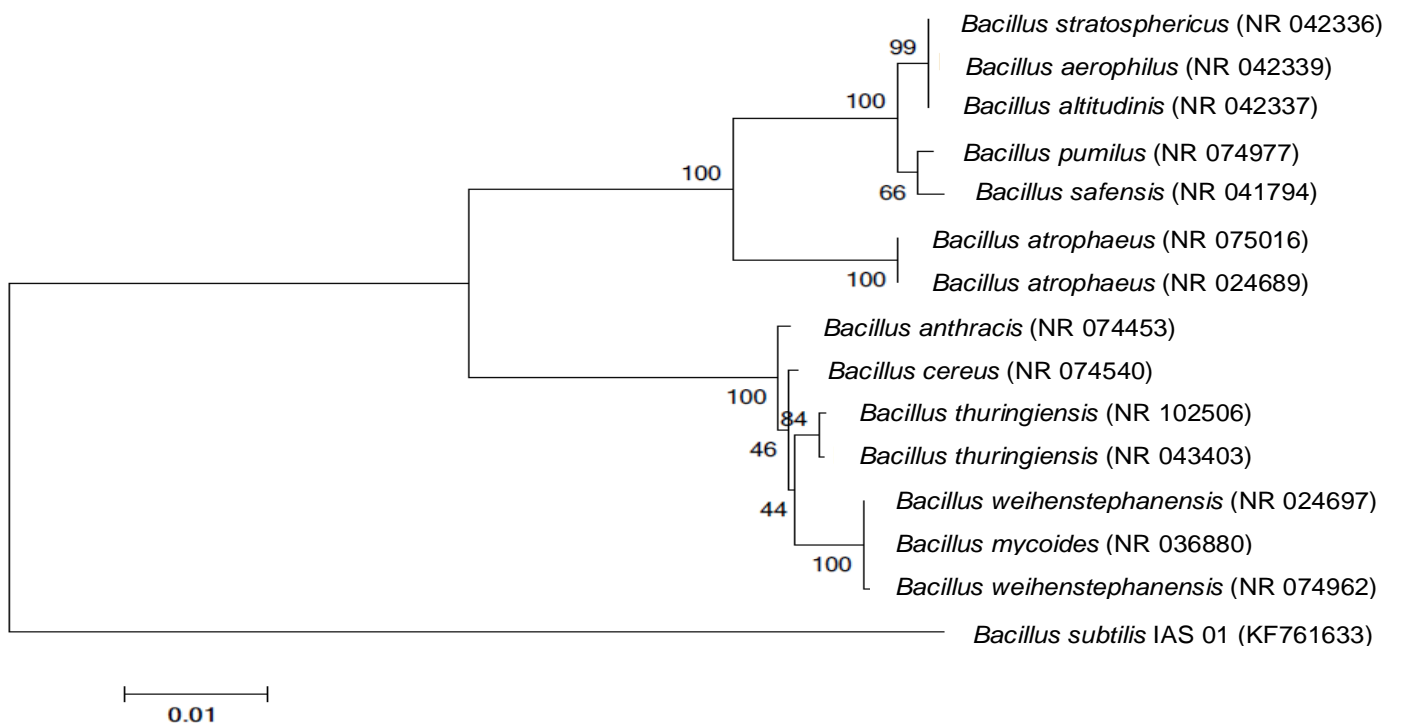 Bacillus stratosphericus (NR 042336)
99
Bacillus aerophilus (NR 042339)
100
Bacillus altitudinis (NR 042337)
Bacillus pumilus (NR 074977)
100
66
Bacillus safensis (NR 041794)
Bacillus atrophaeus (NR 075016)
100
Bacillus atrophaeus (NR 024689)
Bacillus anthracis (NR 074453)
Bacillus cereus (NR 074540)
100
84
Bacillus thuringiensis (NR 102506)
46
Bacillus thuringiensis (NR 043403)
Bacillus weihenstephanensis (NR 024697)
44
Bacillus mycoides (NR 036880)
100
Bacillus weihenstephanensis (NR 074962)
Bacillus subtilis IAS 01 (KF761633)
0.01